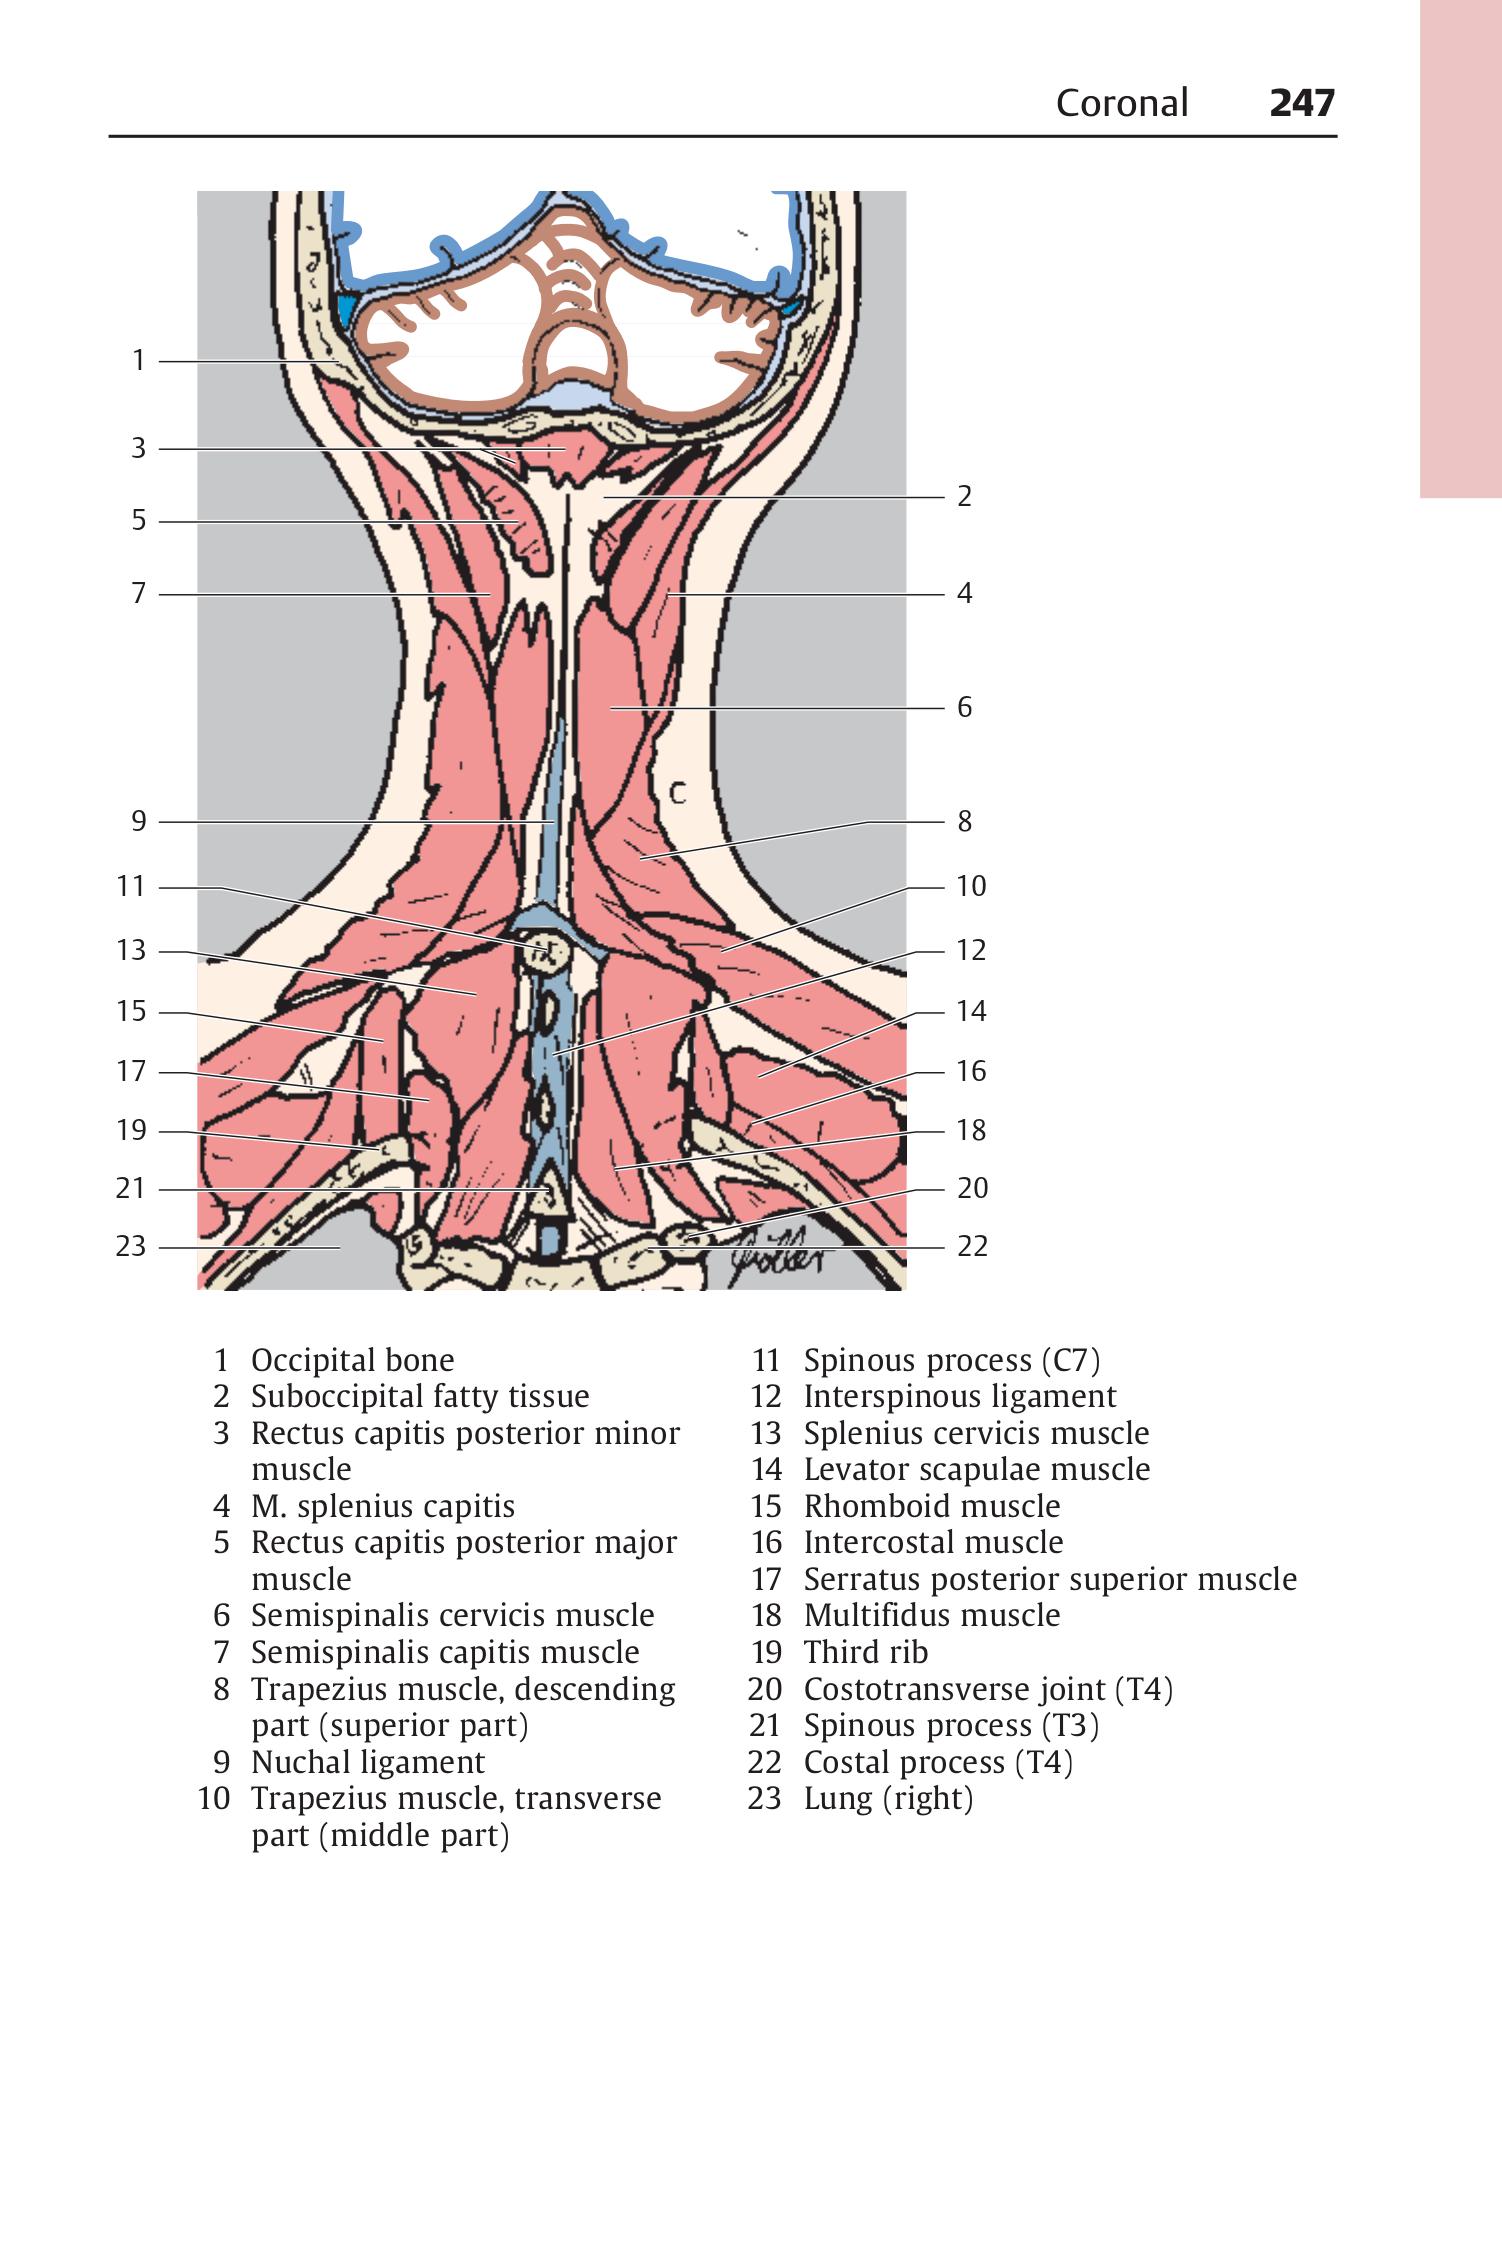 Coronal 247
1
3
2
5
7
4
6
C
9
8
11
10
13
12
15
14
17
16
19
18
21
20
23
22
1 Occipital bone
2 Suboccipital fatty tissue
3 Rectus capitis posterior minor
muscle
4 M. splenius capitis
5 Rectus capitis posterior major
muscle
6 Semispinalis cervicis muscle
7 Semispinalis capitis muscle
8 Trapezius muscle, descending
part (superior part)
9 Nuchal ligament
10 Trapezius muscle, transverse
part (middle part)
11 Spinous process (C7)
12 Interspinous ligament
13 Splenius cervicis muscle
14 Levator scapulae muscle
15 Rhomboid muscle
16 Intercostal muscle
17 Serratus posterior superior muscle
18 Multifidus muscle
19 Third rib
20 Costotransverse joint (T4)
21 Spinous process (T3)
22 Costal process (T4)
23 Lung (right)